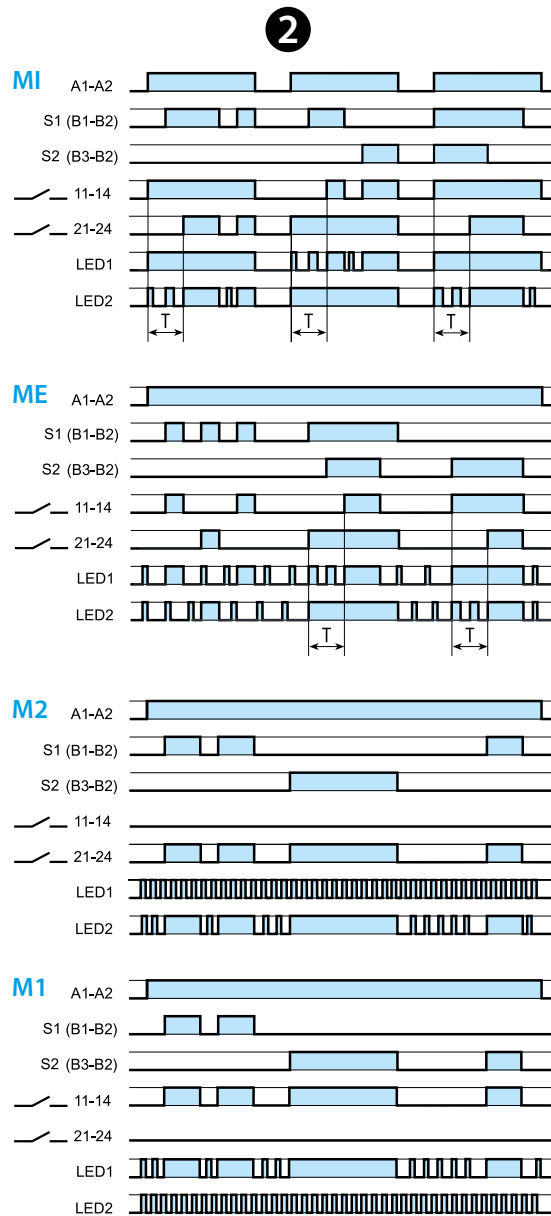 2
MI A1-A2
S1 (B1-B2)
S2 (B3-B2)
11-14
21-24
LED1
LED2
T T T
ME A1-A2
S1 (B1-B2)
S2 (B3-B2)
11-14
21-24
LED1
LED2
T T
M2 A1-A2
S1 (B1-B2)
S2 (B3-B2)
11-14
21-24
LED1
LED2
M1 A1-A2
S1 (B1-B2)
S2 (B3-B2)
11-14
21-24
LED1
LED2